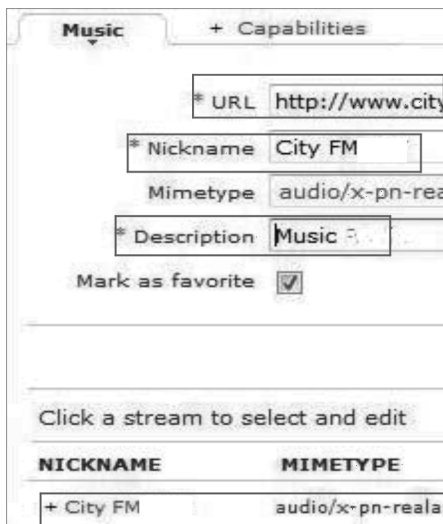 Music + Capabilities
* URL http://www.city
* Nickname City FM
Mimetype audio/x-pn-rea
* Description Music
Mark as favorite
Click a stream to select and edit
NICKNAME MIMETYPE
+ City FM audio/x-pn-reala